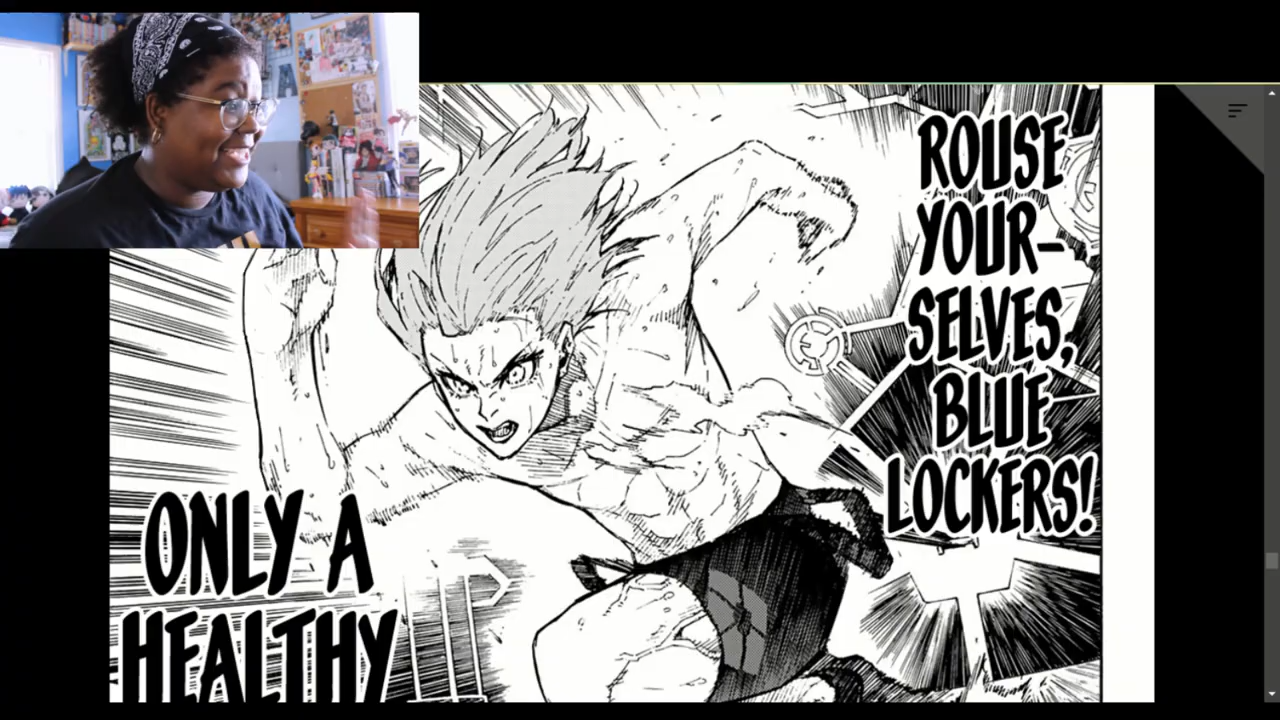 ROUSE
YOUR-
SELVES,
BLUE
LOCKERS!
ONLY A
HEALTHY